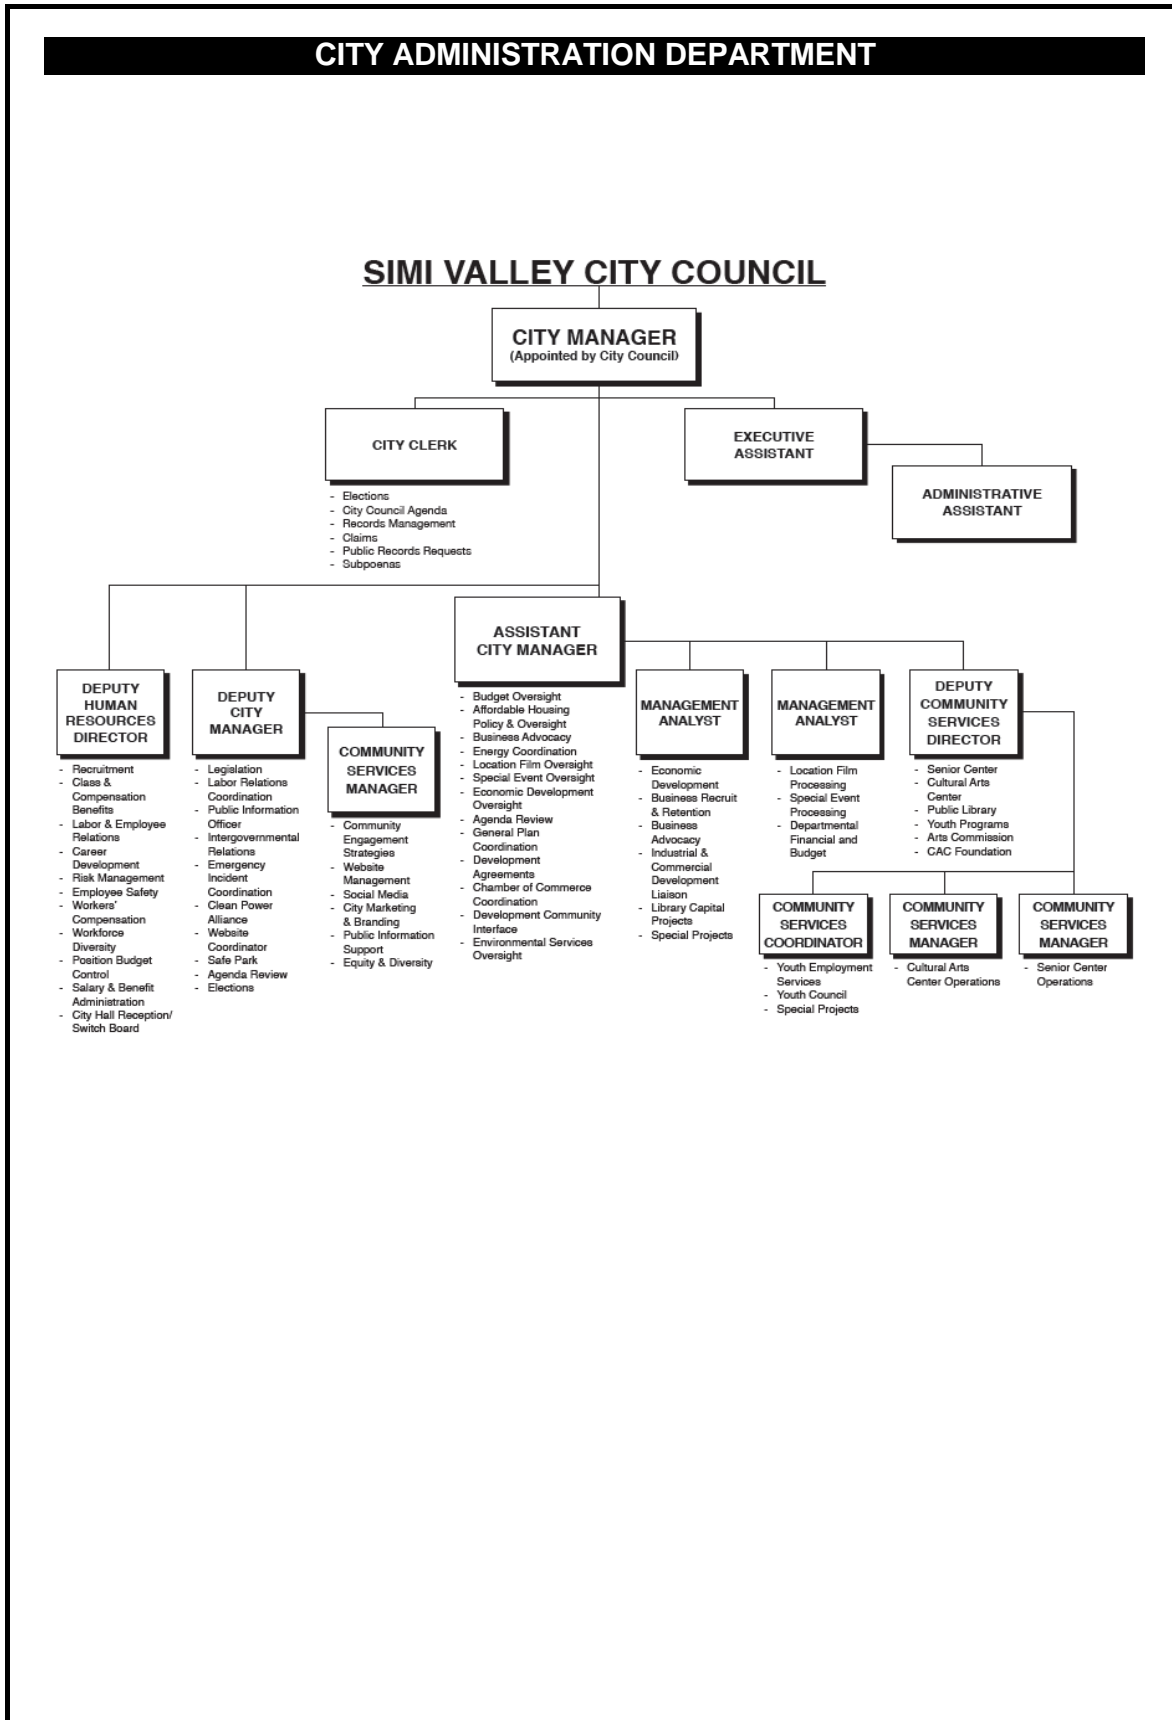 CITY ADMINISTRATION DEPARTMENT
SIMI VALLEY CITY COUNCIL
CITY MANAGER
(Appointed by City Council)
CITY CLERK
- Elections
- City Council Agenda
- Records Management
- Claims
- Public Records Requests
- Subpoenas
EXECUTIVE
ASSISTANT
ADMINISTRATIVE
ASSISTANT
DEPUTY
HUMAN
RESOURCES
DIRECTOR
- Recruitment
- Class &
Compensation
Benefits
- Labor & Employee
Relations
- Career
Development
- Risk Management
- Employee Safety
- Workers'
Compensation
- Workforce
Diversity
- Position Budget
Control
- Salary & Benefit
Administration
- City Hall Reception/
Switch Board
DEPUTY
CITY
MANAGER
- Legislation
- Labor Relations
Coordination
- Public Information
Officer
- Intergovernmental
Relations
- Emergency
Incident
Coordination
- Clean Power
Alliance
- Website
Coordinator
- Safe Park
- Agenda Review
- Elections
COMMUNITY
SERVICES
MANAGER
- Community
Engagement
Strategies
- Website
Management
- Social Media
- City Marketing
& Branding
- Public Information
Support
- Equity & Diversity
ASSISTANT
CITY MANAGER
- Budget Oversight
- Affordable Housing
Policy & Oversight
- Business Advocacy
- Energy Coordination
- Location Film Oversight
- Special Event Oversight
- Economic Development
Oversight
- Agenda Review
- General Plan
Coordination
- Development
Agreements
- Chamber of Commerce
Coordination
- Development Community
Interface
- Environmental Services
Oversight
MANAGEMENT
ANALYST
- Economic
Development
- Business Recruit
& Retention
- Business
Advocacy
- Industrial &
Commercial
Development
Liaison
- Library Capital
Projects
- Special Projects
MANAGEMENT
ANALYST
- Location Film
Processing
- Special Event
Processing
- Departmental
Financial and
Budget
DEPUTY
COMMUNITY
SERVICES
DIRECTOR
- Senior Center
- Cultural Arts
Center
- Public Library
- Youth Programs
- Arts Commission
- CAC Foundation
COMMUNITY
SERVICES
COORDINATOR
- Youth Employment
Services
- Youth Council
- Special Projects
COMMUNITY
SERVICES
MANAGER
- Cultural Arts
Center Operations
COMMUNITY
SERVICES
MANAGER
- Senior Center
Operations